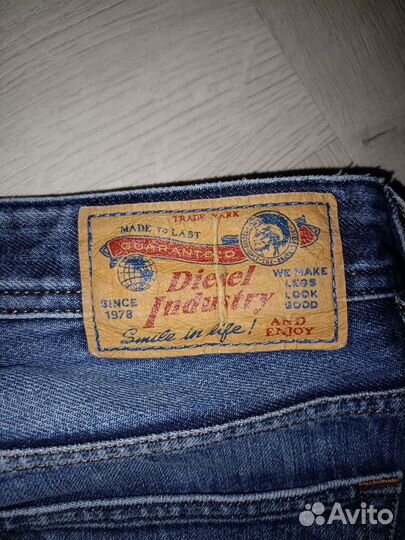 TRADE MARK
MADE TO LAST
GUARANTEED
Diesel
Industry
SINCE
1978
WE MAKE
LEGS
LOOK
GOOD
Smile in life!
AND
ENJOY
Avito